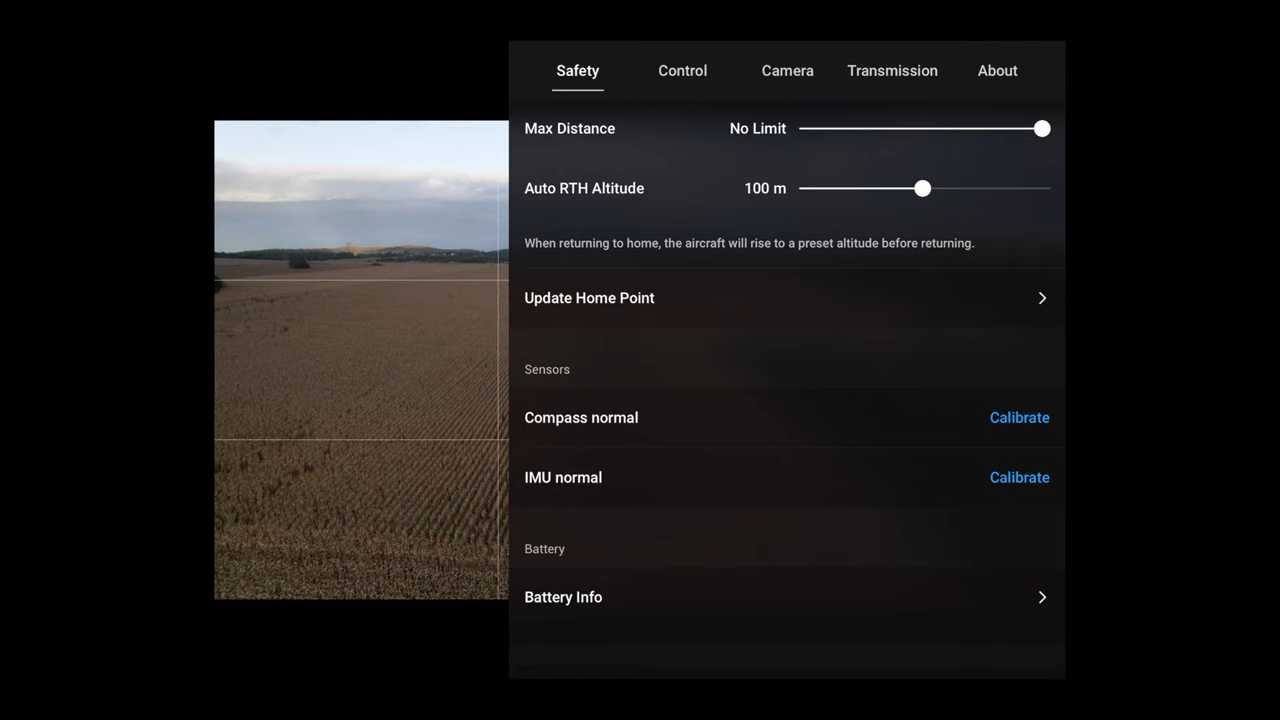 Safety Control Camera Transmission About
Max Distance No Limit
Auto RTH Altitude 100 m
When returning to home, the aircraft will rise to a preset altitude before returning.
Update Home Point
Sensors
Compass normal Calibrate
IMU normal Calibrate
Battery
Battery Info